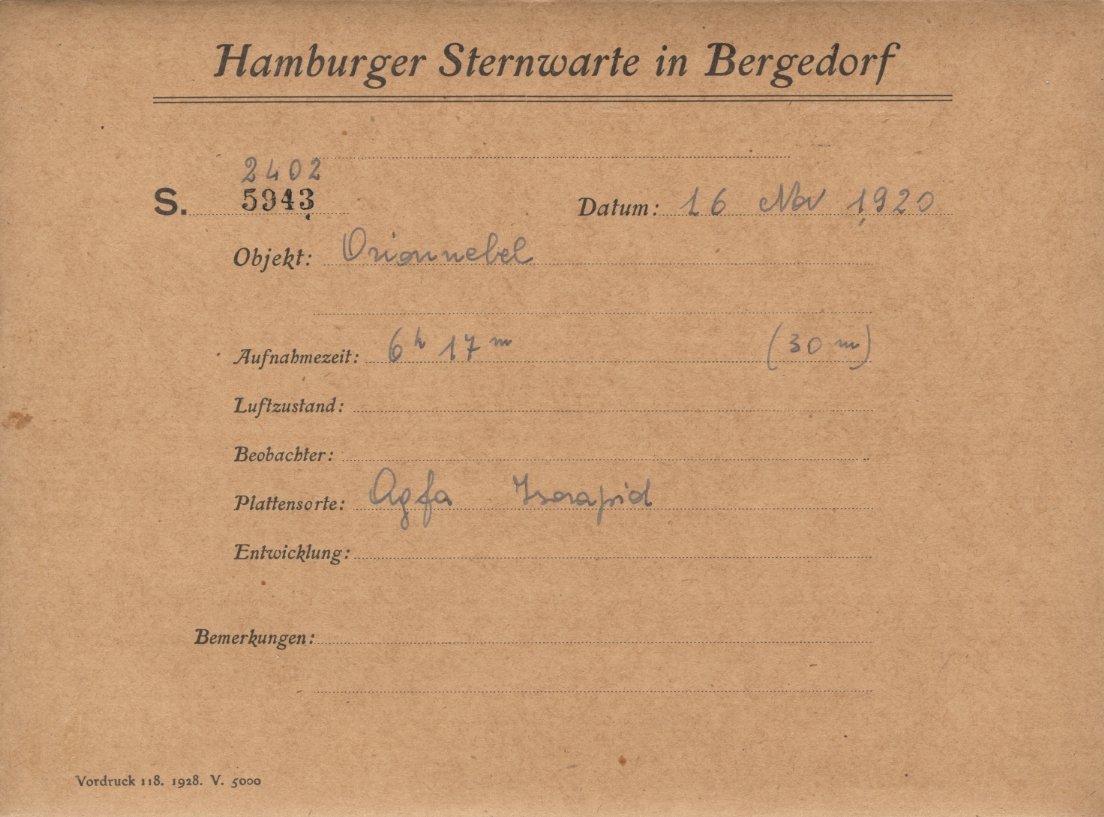 Hamburger Sternwarte in Bergedorf
2402
S. 5943 Datum: 16 Nov 1920
Objekt: Orionnebel
Aufnahmezeit: 6h 17m (30 m)
Luftzustand:
Beobachter:
Plattensorte: Agfa Isorapid
Entwicklung:
Bemerkungen:
Vordruck 118. 1928. V. 5000